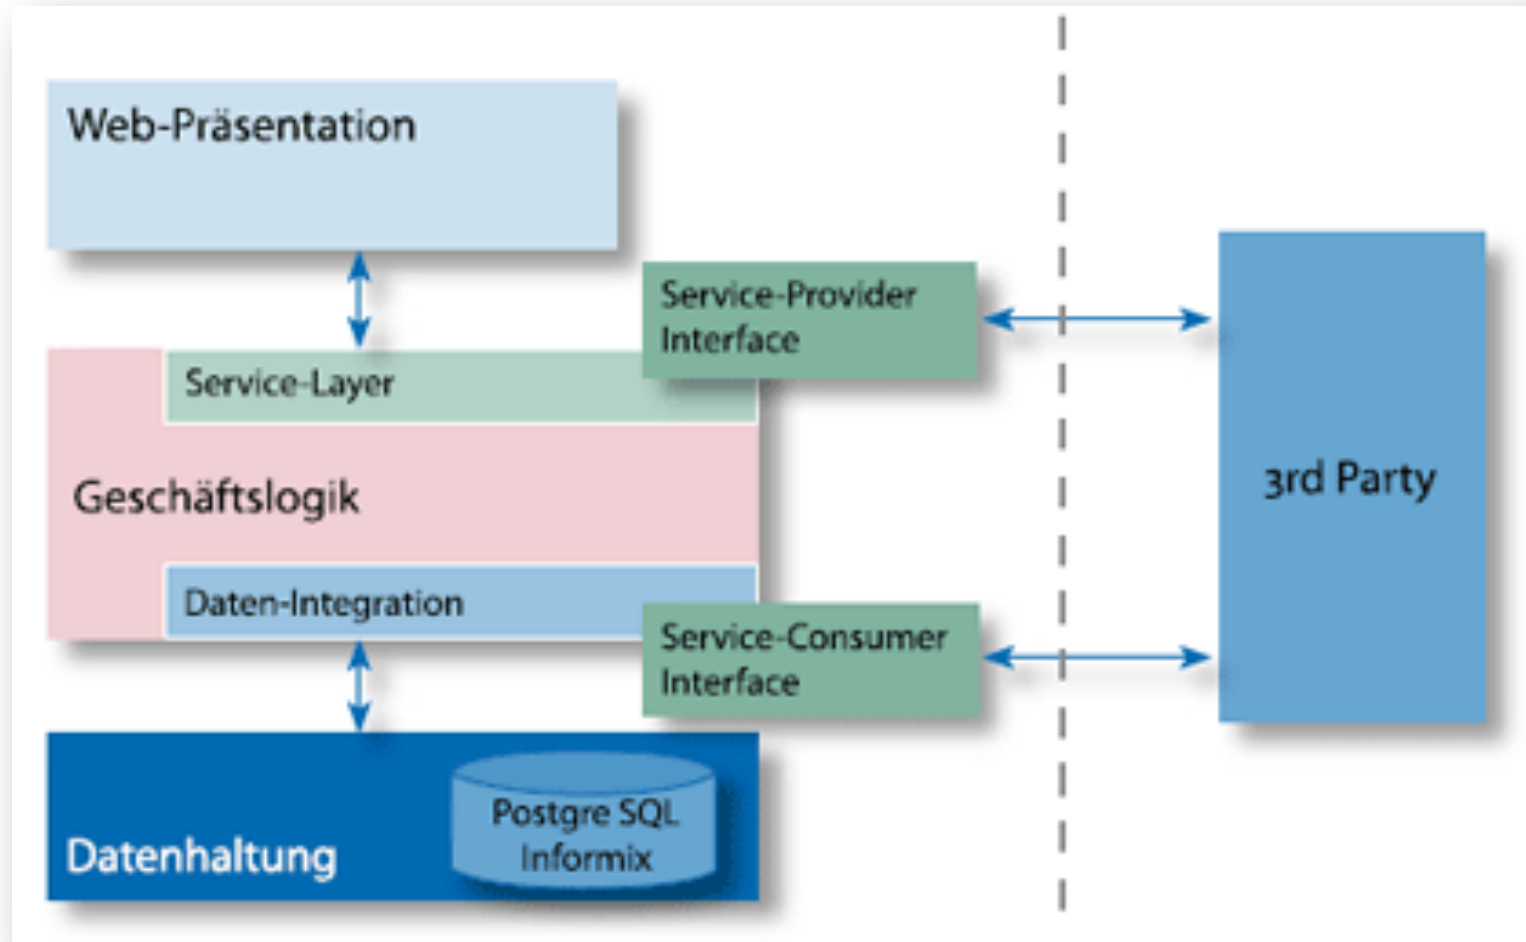 Web-Präsentation
Service-Provider
Interface
Service-Layer
Geschäftslogik
3rd Party
Daten-Integration
Service-Consumer
Interface
Postgre SQL
Informix
Datenhaltung